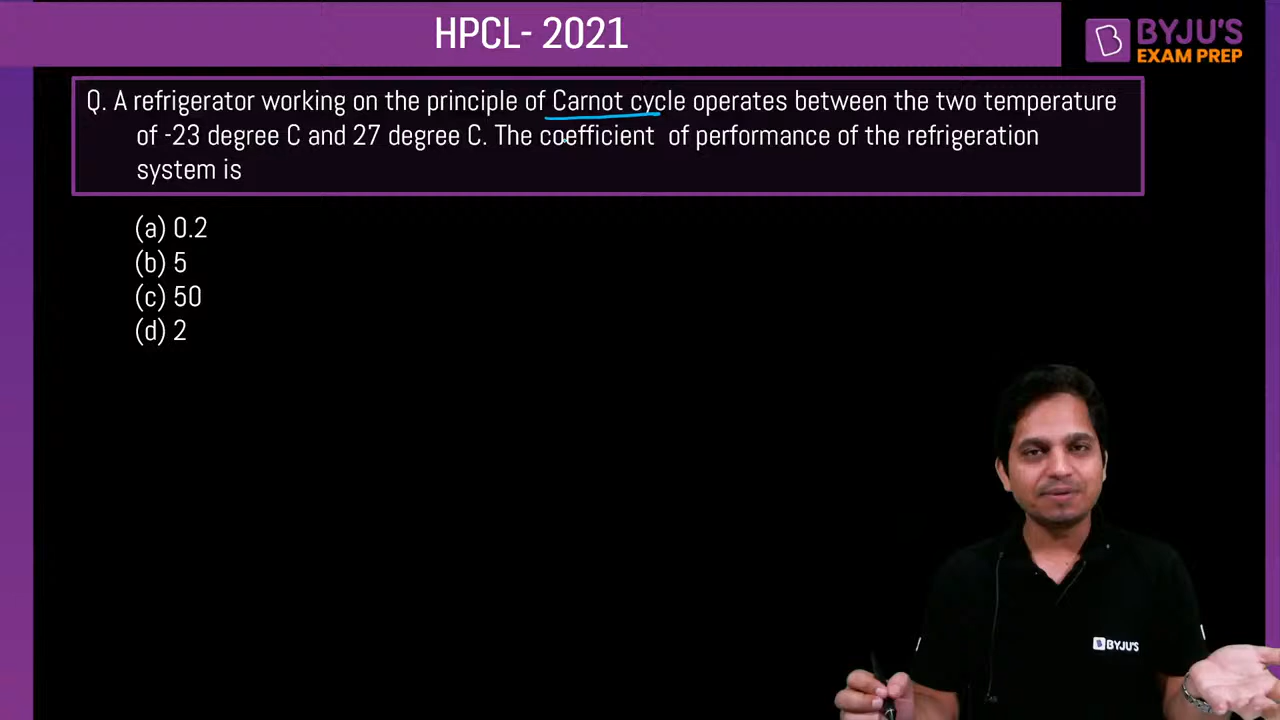 HPCL- 2021
BYJU'S
EXAM PREP
Q. A refrigerator working on the principle of Carnot cycle operates between the two temperature
of -23 degree C and 27 degree C. The coefficient of performance of the refrigeration
system is
(a) 0.2
(b) 5
(c) 50
(d) 2
BYJU'S